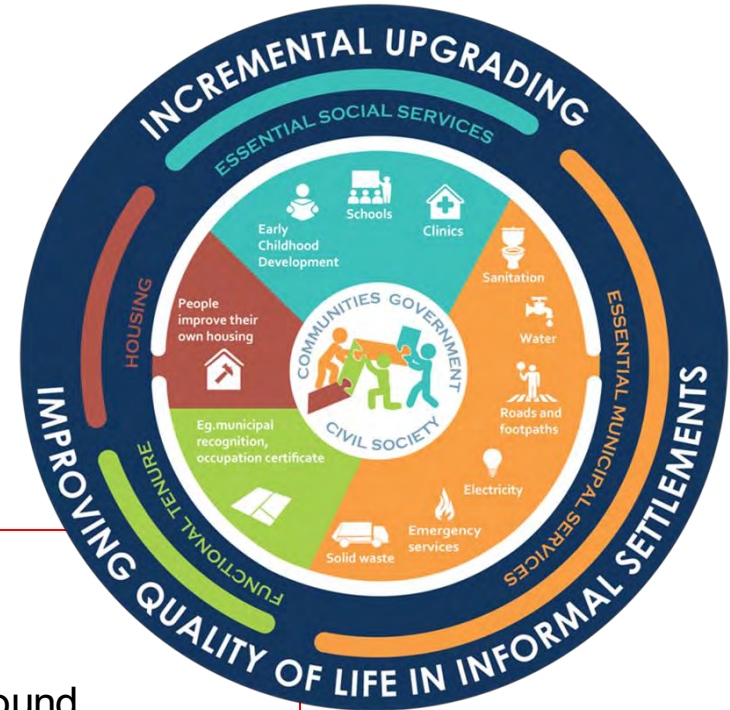 INCREMENTAL UPGRADING
ESSENTIAL SOCIAL SERVICES
Early
Childhood
Development
Schools
Clinics
Sanitation
Water
Roads and
footpaths
Electricity
Emergency
services
Solid waste
ESSENTIAL MUNICIPAL SERVICES
HOUSING
People
improve their
own housing
COMMUNITIES GOVERNMENT
CIVIL SOCIETY
Eg.municipal
recognition,
occupation certificate
FUNCTIONAL TENURE
IMPROVING QUALITY OF LIFE IN INFORMAL SETTLEMENTS